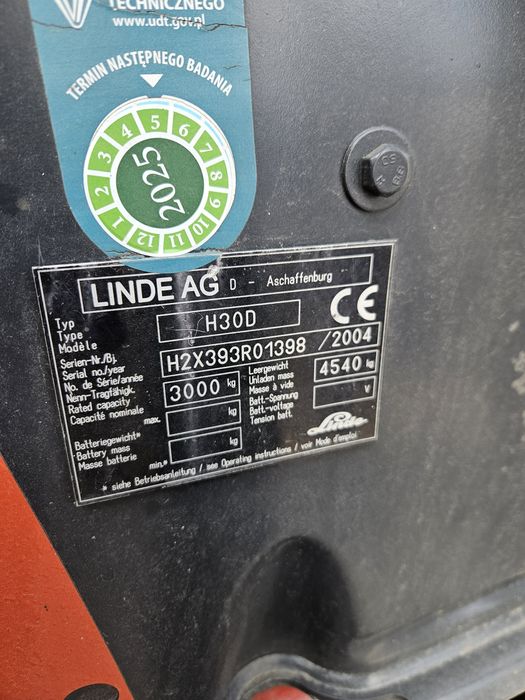 TECHNICZNEGO
www.udt.gov.pl
TERMIN NASTĘPNEGO BADANIA
1 2 3 4 5 6 7 8 9 10 11 12
2025
LINDE AG D - Aschaffenburg
Typ
Type
Modèle
H30D
CE
Serien-Nr./Bj.
Serial no./year
No. de Série/année
H2X393R01398 / 2004
Nenn-Tragfähigk.
Rated capacity
Capacité nominale
3000 kg
Leergewicht
Unladen mass
Masse à vide
4540 kg
Batt.-Spannung
Batt.-voltage
Tension batt.
V
Batteriegewicht*
Battery mass
Masse batterie
max. kg
min.* kg
Linde
* siehe Betriebsanleitung / see Operating instructions / voir Mode d'emploi